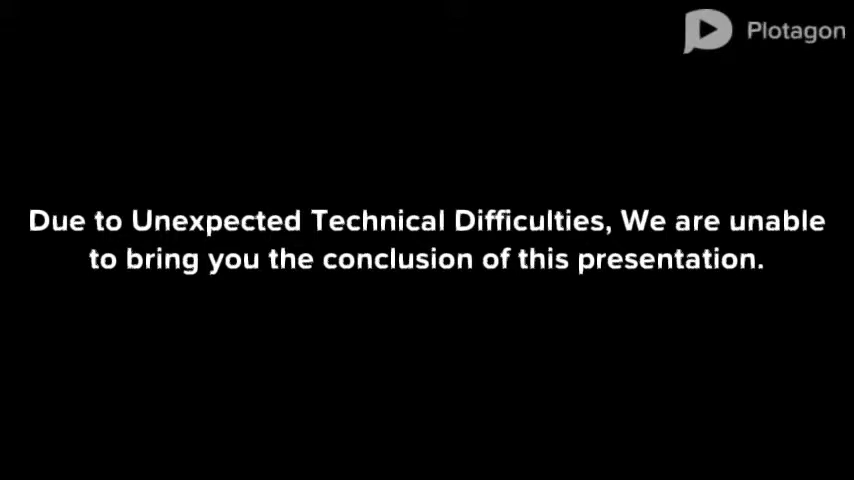 Plotagon
Due to Unexpected Technical Difficulties, We are unable
to bring you the conclusion of this presentation.